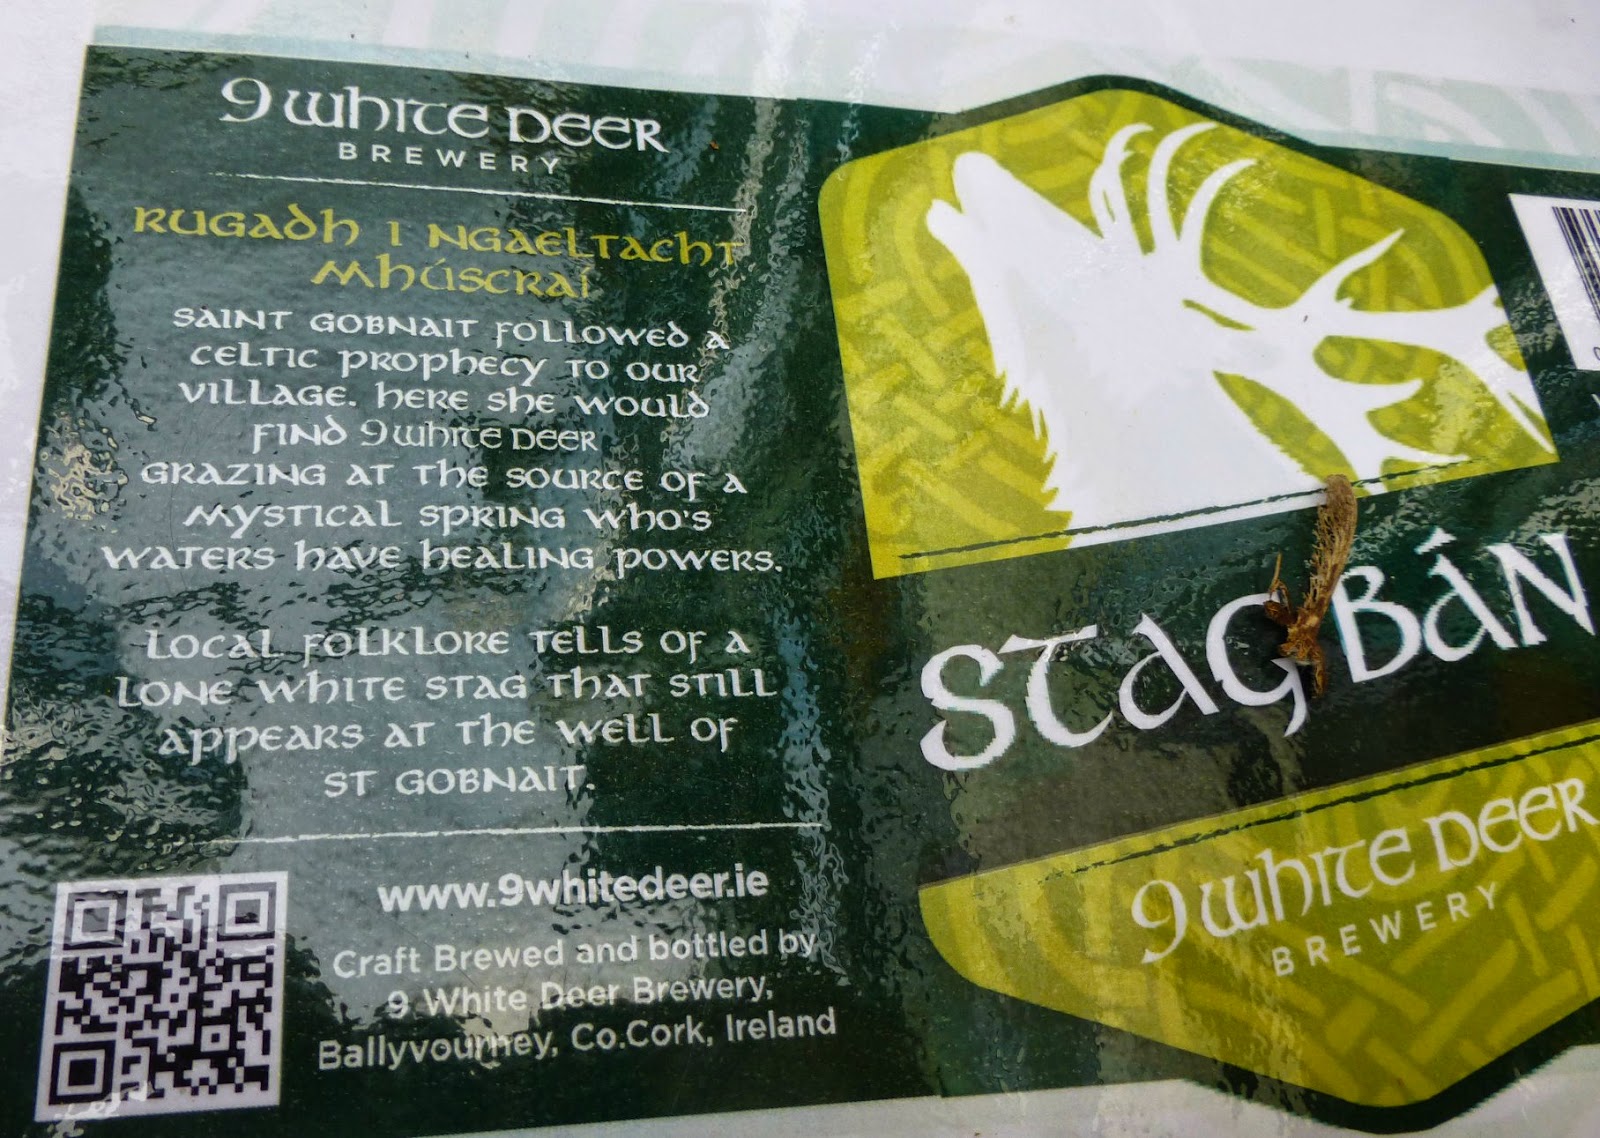 9 WHITE DEER
BREWERY
RUGADH I NGAELTACHT
MHÚSCRAÍ
SAINT GOBNAIT FOLLOWED A
CELTIC PROPHECY TO OUR
VILLAGE. HERE SHE WOULD
FIND 9 WHITE DEER
GRAZING AT THE SOURCE OF A
MYSTICAL SPRING WHO'S
WATERS HAVE HEALING POWERS.
LOCAL FOLKLORE TELLS OF A
LONE WHITE STAG THAT STILL
APPEARS AT THE WELL OF
ST GOBNAIT.
www.9whitedeer.ie
Craft Brewed and bottled by
9 White Deer Brewery,
Ballyvourney, Co.Cork, Ireland
STAG BÁN
9 WHITE DEER
BREWERY